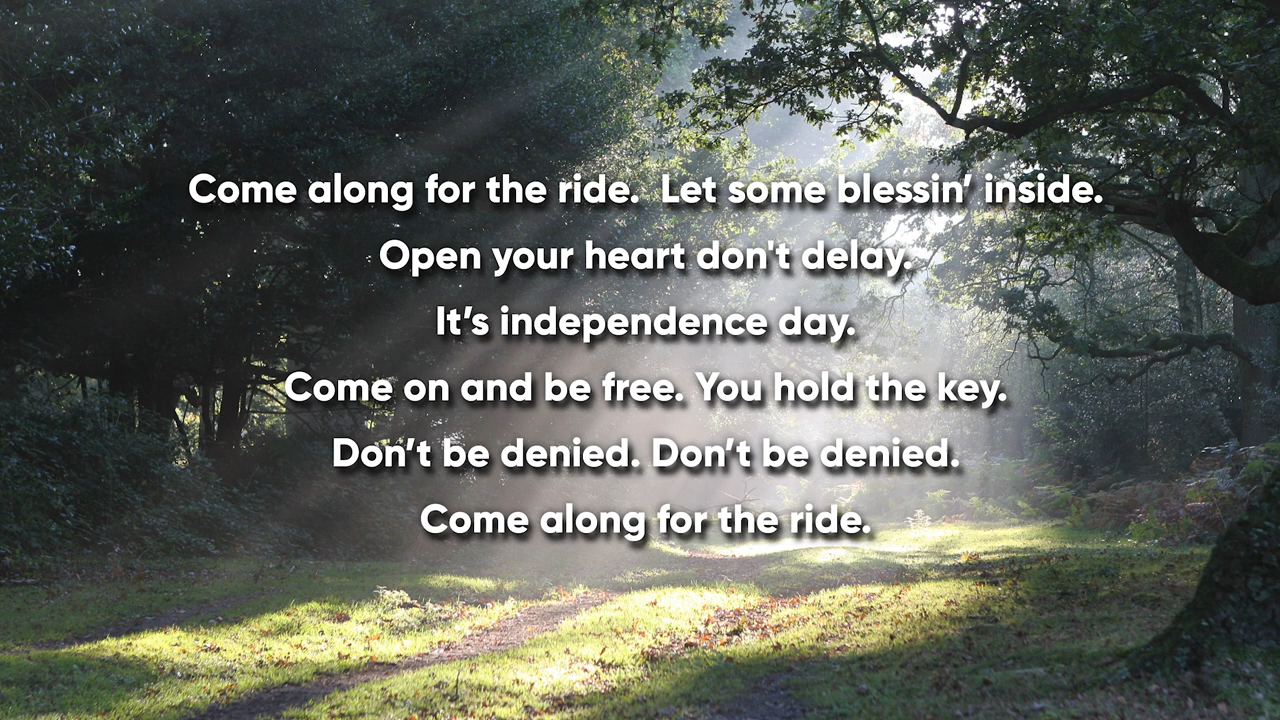 Come along for the ride.  Let some blessin’ inside.
Open your heart don't delay.
It’s independence day.
Come on and be free. You hold the key.
Don’t be denied. Don’t be denied.
Come along for the ride.